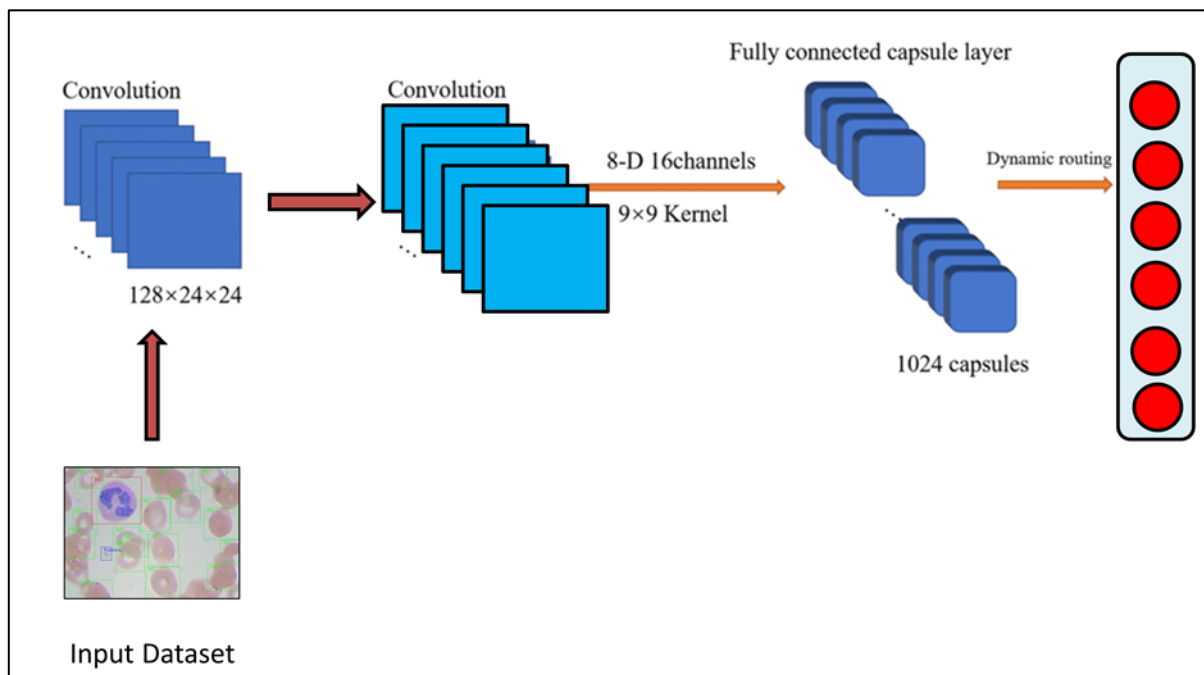 Fully connected capsule layer
Convolution
Convolution
8-D 16channels
Dynamic routing
9×9 Kernel
...
...
...
128×24×24
1024 capsules
Input Dataset